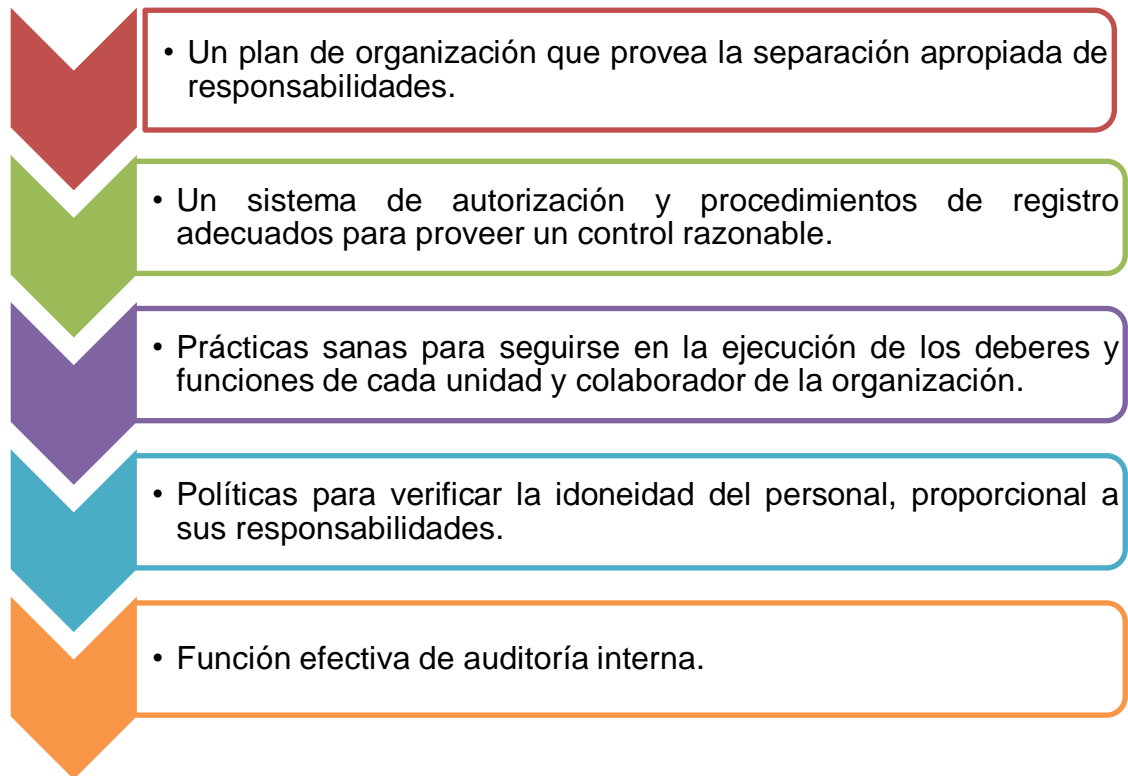 • Un plan de organización que provea la separación apropiada de
responsabilidades.
• Un sistema de autorización y procedimientos de registro
adecuados para proveer un control razonable.
• Prácticas sanas para seguirse en la ejecución de los deberes y
funciones de cada unidad y colaborador de la organización.
• Políticas para verificar la idoneidad del personal, proporcional a
sus responsabilidades.
• Función efectiva de auditoría interna.